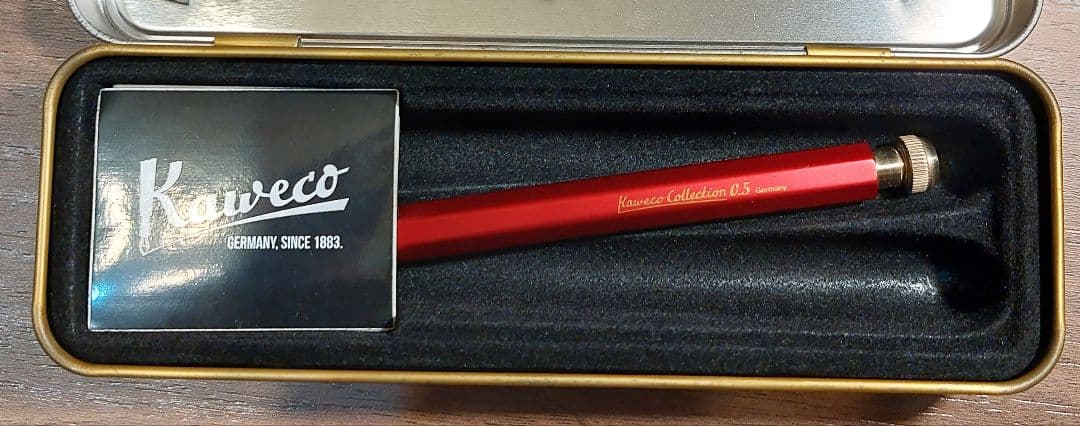 Kaweco
GERMANY, SINCE 1883.
Kaweco Collection 0.5 Germany